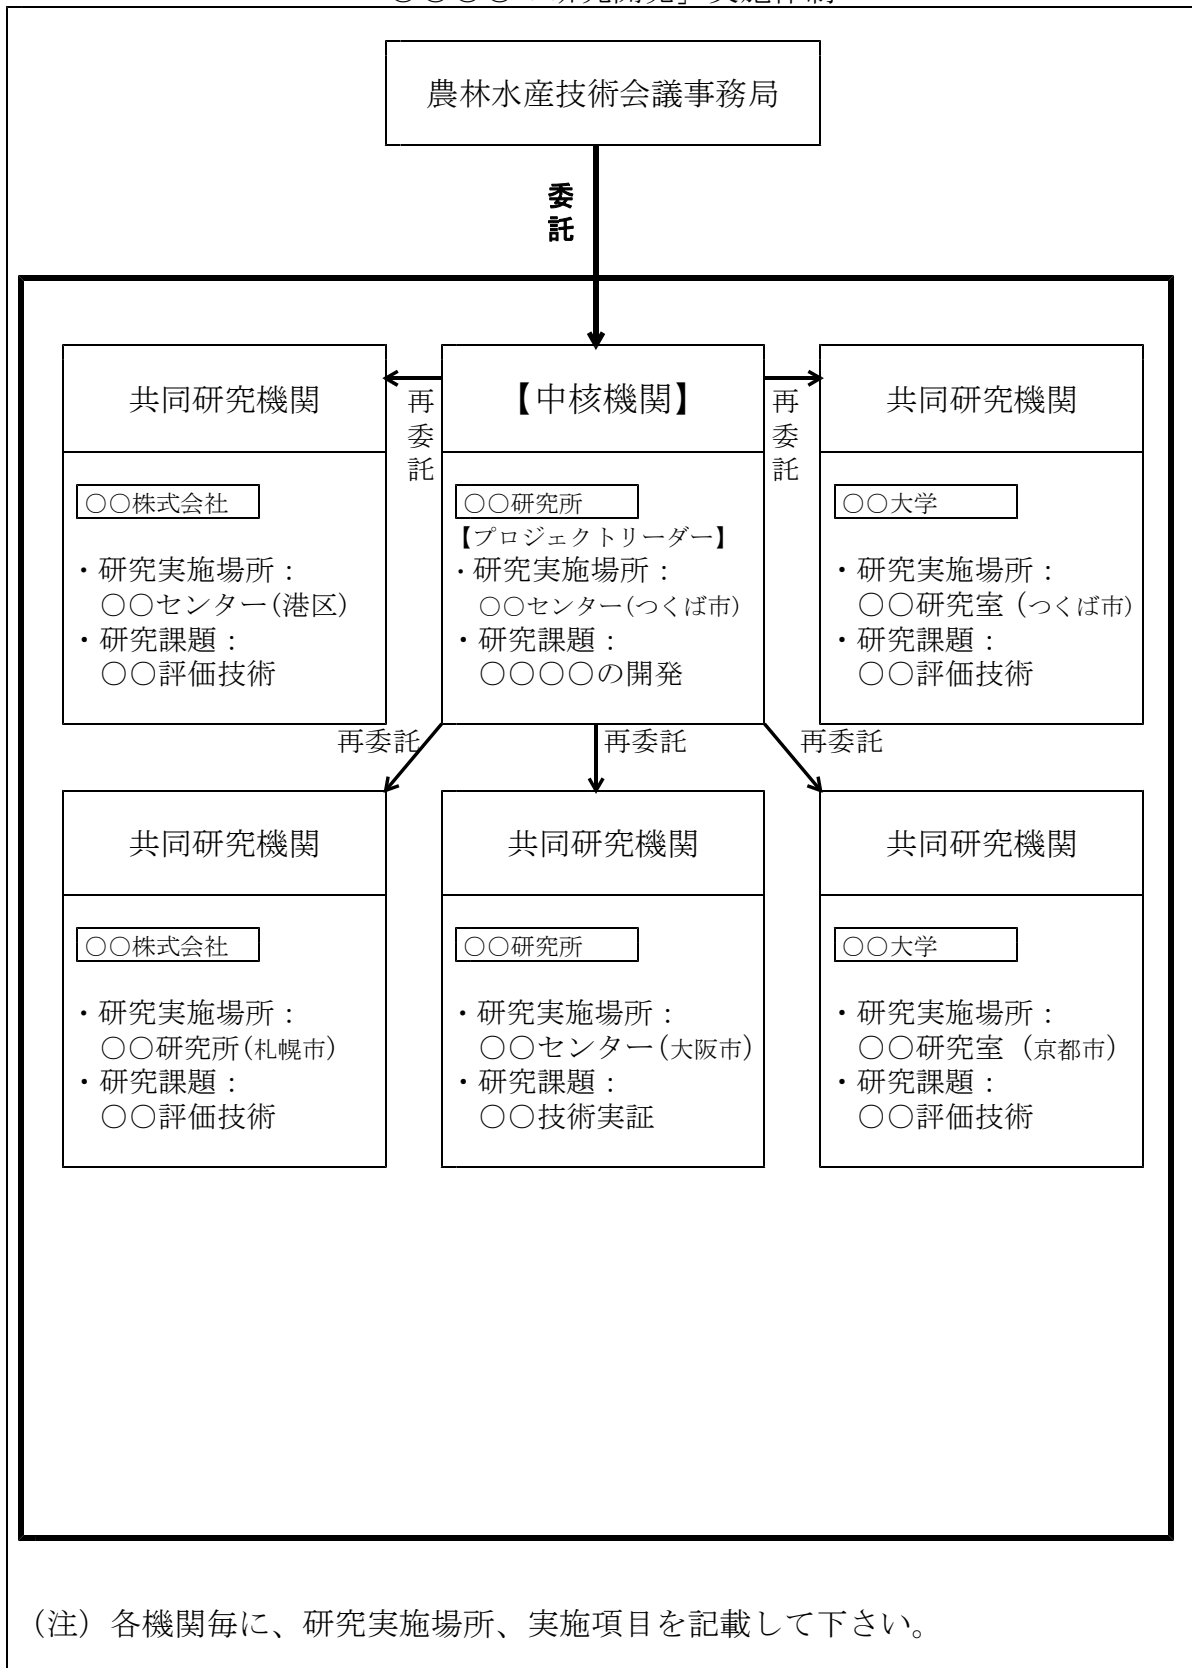 農林水産技術会議事務局
委託
共同研究機関
再委託
【中核機関】
再委託
共同研究機関
○○株式会社
・研究実施場所：
○○センター(港区)
・研究課題：
○○評価技術
○○研究所
【プロジェクトリーダー】
・研究実施場所：
○○センター(つくば市)
・研究課題：
○○○○の開発
○○大学
・研究実施場所：
○○研究室(つくば市)
・研究課題：
○○評価技術
再委託
再委託
再委託
共同研究機関
共同研究機関
共同研究機関
○○株式会社
・研究実施場所：
○○研究所(札幌市)
・研究課題：
○○評価技術
○○研究所
・研究実施場所：
○○センター(大阪市)
・研究課題：
○○技術実証
○○大学
・研究実施場所：
○○研究室 (京都市)
・研究課題：
○○評価技術
（注）各機関毎に、研究実施場所、実施項目を記載して下さい。